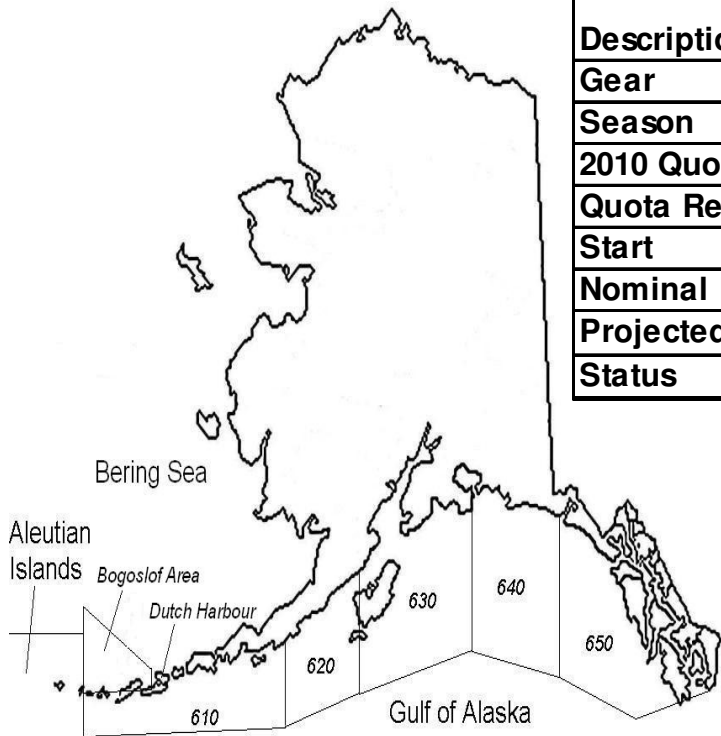 Descriptio
Gear
Season
2010 Quo
Quota Re
Start
Nominal
Projected
Status
Bering Sea
Aleutian
Islands
Bogoslof Area
Dutch Harbour
630
640
620
650
610
Gulf of Alaska